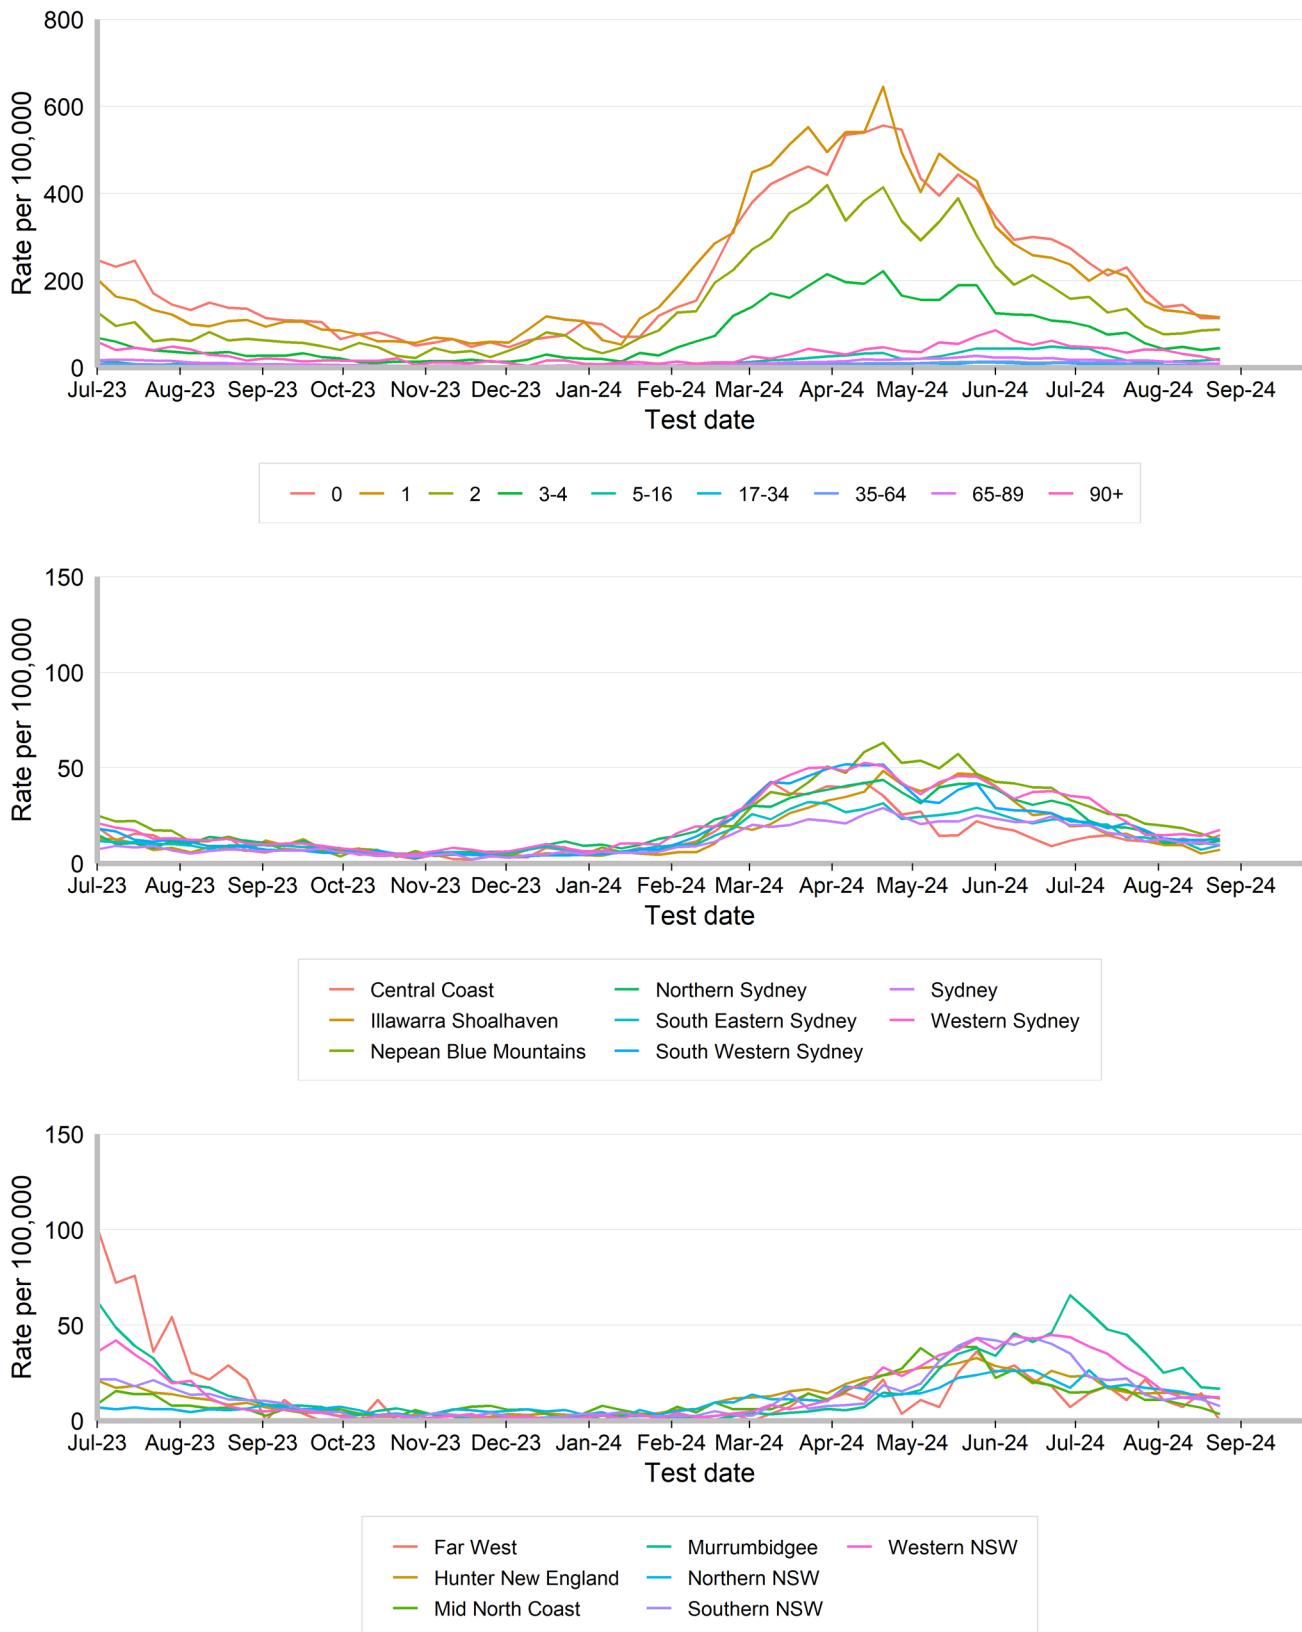 800
600
400
200
0
Rate per 100,000
Jul-23 Aug-23 Sep-23 Oct-23 Nov-23 Dec-23 Jan-24 Feb-24 Mar-24 Apr-24 May-24 Jun-24 Jul-24 Aug-24 Sep-24
Test date
0 1 2 3-4 5-16 17-34 35-64 65-89 90+
150
100
50
0
Rate per 100,000
Jul-23 Aug-23 Sep-23 Oct-23 Nov-23 Dec-23 Jan-24 Feb-24 Mar-24 Apr-24 May-24 Jun-24 Jul-24 Aug-24 Sep-24
Test date
Central Coast Northern Sydney Sydney
Illawarra Shoalhaven South Eastern Sydney Western Sydney
Nepean Blue Mountains South Western Sydney
150
100
50
0
Rate per 100,000
Jul-23 Aug-23 Sep-23 Oct-23 Nov-23 Dec-23 Jan-24 Feb-24 Mar-24 Apr-24 May-24 Jun-24 Jul-24 Aug-24 Sep-24
Test date
Far West Murrumbidgee Western NSW
Hunter New England Northern NSW
Mid North Coast Southern NSW